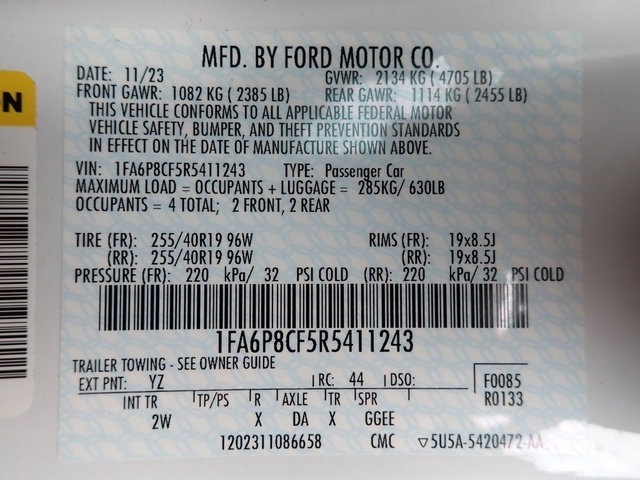 MFD. BY FORD MOTOR CO.
DATE: 11/23 GVWR: 2134 KG ( 4705 LB)
FRONT GAWR: 1082 KG ( 2385 LB) REAR GAWR: 1114 KG ( 2455 LB)
THIS VEHICLE CONFORMS TO ALL APPLICABLE FEDERAL MOTOR
VEHICLE SAFETY, BUMPER, AND THEFT PREVENTION STANDARDS
IN EFFECT ON THE DATE OF MANUFACTURE SHOWN ABOVE.
VIN: 1FA6P8CF5R5411243 TYPE: Passenger Car
MAXIMUM LOAD = OCCUPANTS + LUGGAGE = 285KG/ 630LB
OCCUPANTS = 4 TOTAL; 2 FRONT, 2 REAR
TIRE (FR): 255/40R19 96W RIMS (FR): 19x8.5J
(RR): 255/40R19 96W (RR): 19x8.5J
PRESSURE (FR): 220 kPa/ 32 PSI COLD (RR): 220 kPa/ 32 PSI COLD
1FA6P8CF5R5411243
TRAILER TOWING - SEE OWNER GUIDE
EXT PNT: YZ RC: 44 DSO: F0085
INT TR TP/PS R AXLE TR SPR R0133
2W X DA X GGEE
1202311086658 CMC ▽5U5A-5420472-AA
ON